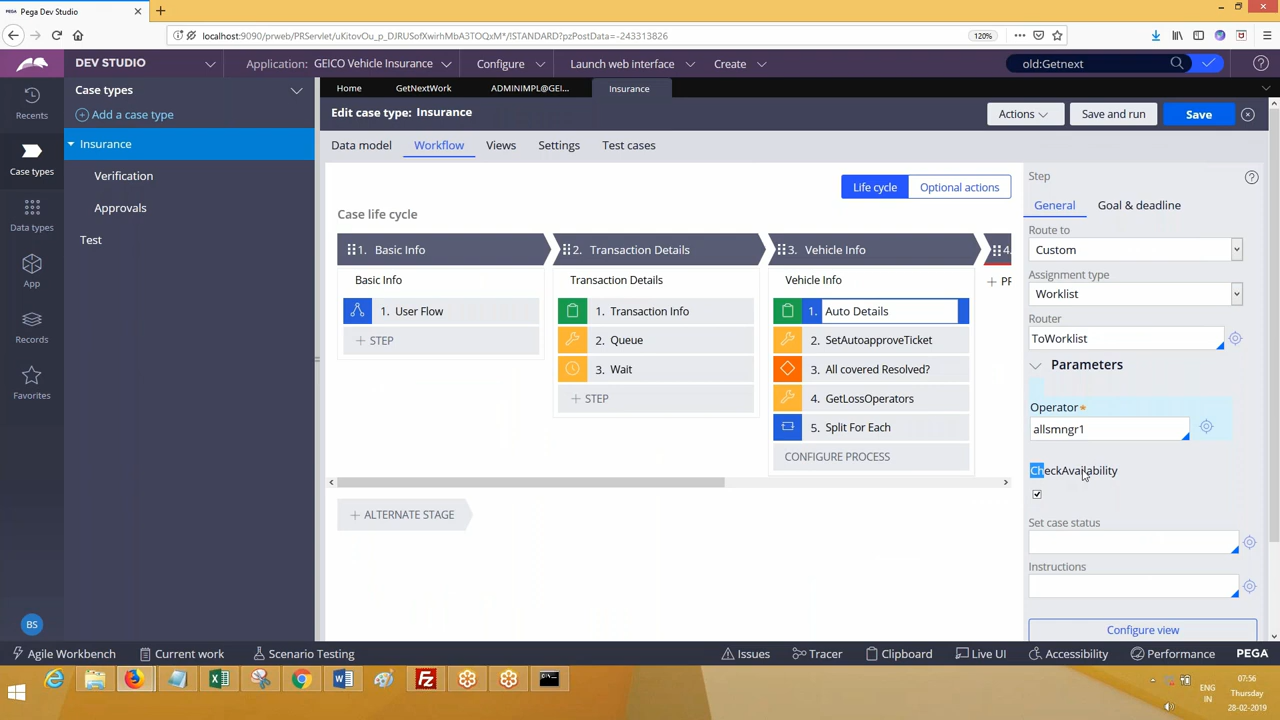 Pega Dev Studio
localhost:9090/prweb/PRServlet/uKitovOu_p_DJRUSofXwirhMbA3TOQxM*/!STANDARD?pzPostData=-243313826
120%
DEV STUDIO
Application: GEICO Vehicle Insurance
Configure
Launch web interface
Create
old:Getnext
Recents
Case types
Data types
App
Records
Favorites
BS
Case types
Add a case type
Insurance
Verification
Approvals
Test
Home
GetNextWork
ADMINIMPL@GEI...
Insurance
Edit case type: Insurance
Actions
Save and run
Save
Data model
Workflow
Views
Settings
Test cases
Life cycle
Optional actions
Case life cycle
1. Basic Info
2. Transaction Details
3. Vehicle Info
4.
Basic Info
Transaction Details
Vehicle Info
+ PR
1. User Flow
+ STEP
1. Transaction Info
2. Queue
3. Wait
+ STEP
1. Auto Details
2. SetAutoapproveTicket
3. All covered Resolved?
4. GetLossOperators
5. Split For Each
CONFIGURE PROCESS
+ ALTERNATE STAGE
Step
General
Goal & deadline
Route to
Custom
Assignment type
Worklist
Router
ToWorklist
Parameters
Operator*
allsmngr1
CheckAvailability
Set case status
Instructions
Configure view
Agile Workbench
Current work
Scenario Testing
Issues
Tracer
Clipboard
Live UI
Accessibility
Performance
PEGA
ENG
IN
07:56
Thursday
28-02-2019